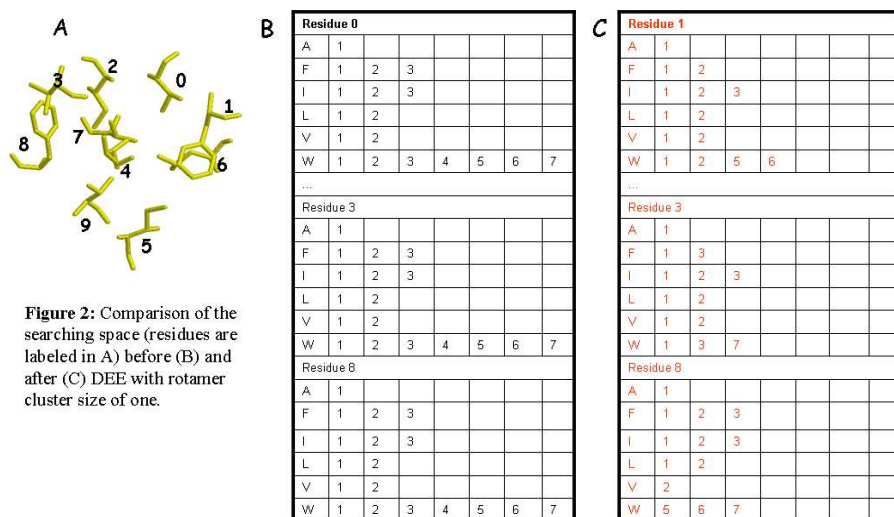 A
3
2
0
1
8
7
4
6
9
5
Figure 2: Comparison of the
searching space (residues are
labeled in A) before (B) and
after (C) DEE with rotamer
cluster size of one.
B
Residue 0
A 1
F 1 2 3
I 1 2 3
L 1 2
V 1 2
W 1 2 3 4 5 6 7
...
Residue 3
A 1
F 1 2 3
I 1 2 3
L 1 2
V 1 2
W 1 2 3 4 5 6 7
Residue 8
A 1
F 1 2 3
I 1 2 3
L 1 2
V 1 2
W 1 2 3 4 5 6 7
C
Residue 1
A 1
F 1 2
I 1 2 3
L 1 2
V 1 2
W 1 2 5 6
...
Residue 3
A 1
F 1 3
I 1 2 3
L 1 2
V 1 2
W 1 3 7
Residue 8
A 1
F 1 2 3
I 1 2 3
L 1 2
V 2
W 5 6 7